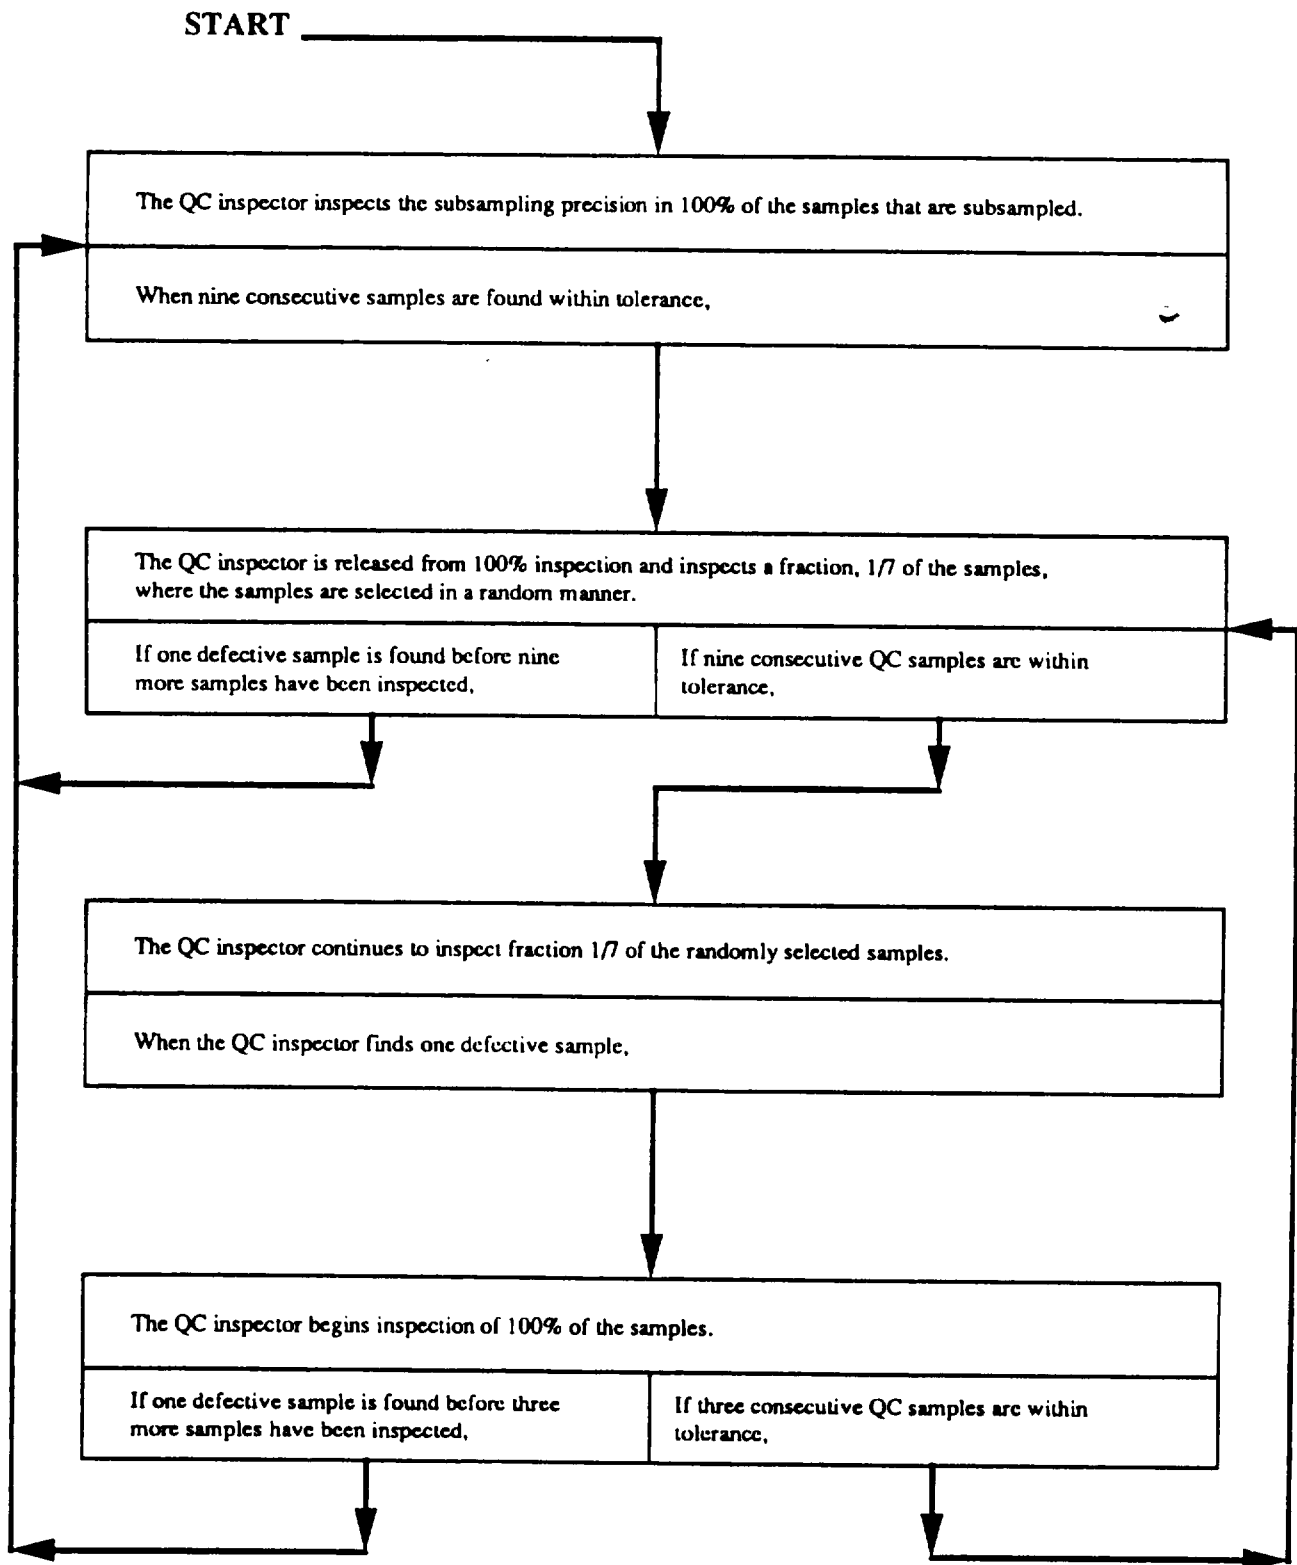 START
The QC inspector inspects the subsampling precision in 100% of the samples that are subsampled.
When nine consecutive samples are found within tolerance,
The QC inspector is released from 100% inspection and inspects a fraction, 1/7 of the samples,
where the samples are selected in a random manner.
If one defective sample is found before nine
more samples have been inspected,
If nine consecutive QC samples are within
tolerance,
The QC inspector continues to inspect fraction 1/7 of the randomly selected samples.
When the QC inspector finds one defective sample,
The QC inspector begins inspection of 100% of the samples.
If one defective sample is found before three
more samples have been inspected,
If three consecutive QC samples are within
tolerance,